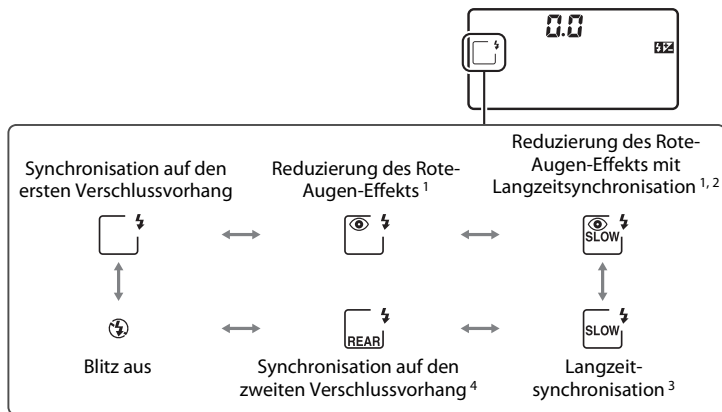 0.0
Synchronisation auf den
ersten Verschlussvorhang
Reduzierung des Rote-
Augen-Effekts 1
Reduzierung des Rote-
Augen-Effekts mit
Langzeitsynchronisation 1, 2
SLOW
REAR
SLOW
Blitz aus
Synchronisation auf den
zweiten Verschlussvorhang 4
Langzeit-
synchronisation 3